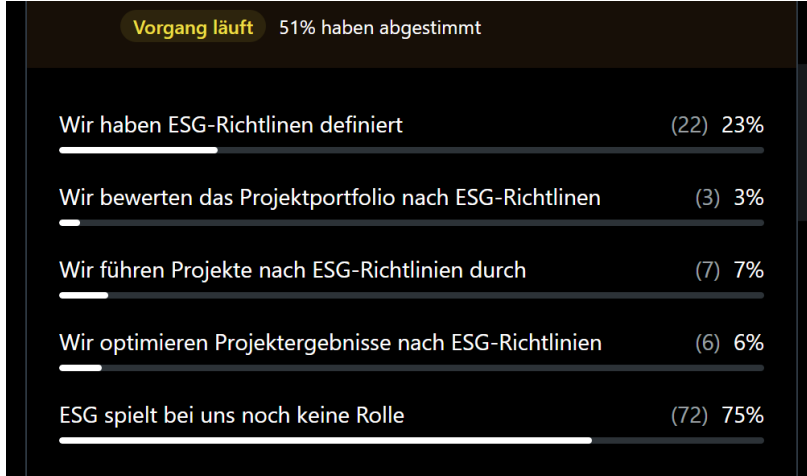 Vorgang läuft 51% haben abgestimmt
Wir haben ESG-Richtlinen definiert (22) 23%
Wir bewerten das Projektportfolio nach ESG-Richtlinen (3) 3%
Wir führen Projekte nach ESG-Richtlinien durch (7) 7%
Wir optimieren Projektergebnisse nach ESG-Richtlinien (6) 6%
ESG spielt bei uns noch keine Rolle (72) 75%